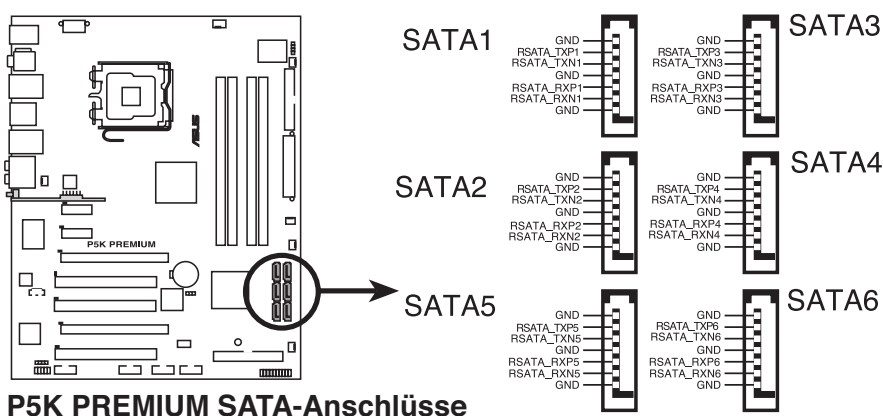 SATA1
GND
RSATA_TXP1
RSATA_TXN1
GND
RSATA_RXP1
RSATA_RXN1
GND
SATA3
GND
RSATA_TXP3
RSATA_TXN3
GND
RSATA_RXP3
RSATA_RXN3
GND
SATA2
GND
RSATA_TXP2
RSATA_TXN2
GND
RSATA_RXP2
RSATA_RXN2
GND
SATA4
GND
RSATA_TXP4
RSATA_TXN4
GND
RSATA_RXP4
RSATA_RXN4
GND
SATA5
GND
RSATA_TXP5
RSATA_TXN5
GND
RSATA_RXP5
RSATA_RXN5
GND
SATA6
GND
RSATA_TXP6
RSATA_TXN6
GND
RSATA_RXP6
RSATA_RXN6
GND
ASUS
P5K PREMIUM
P5K PREMIUM SATA-Anschlüsse